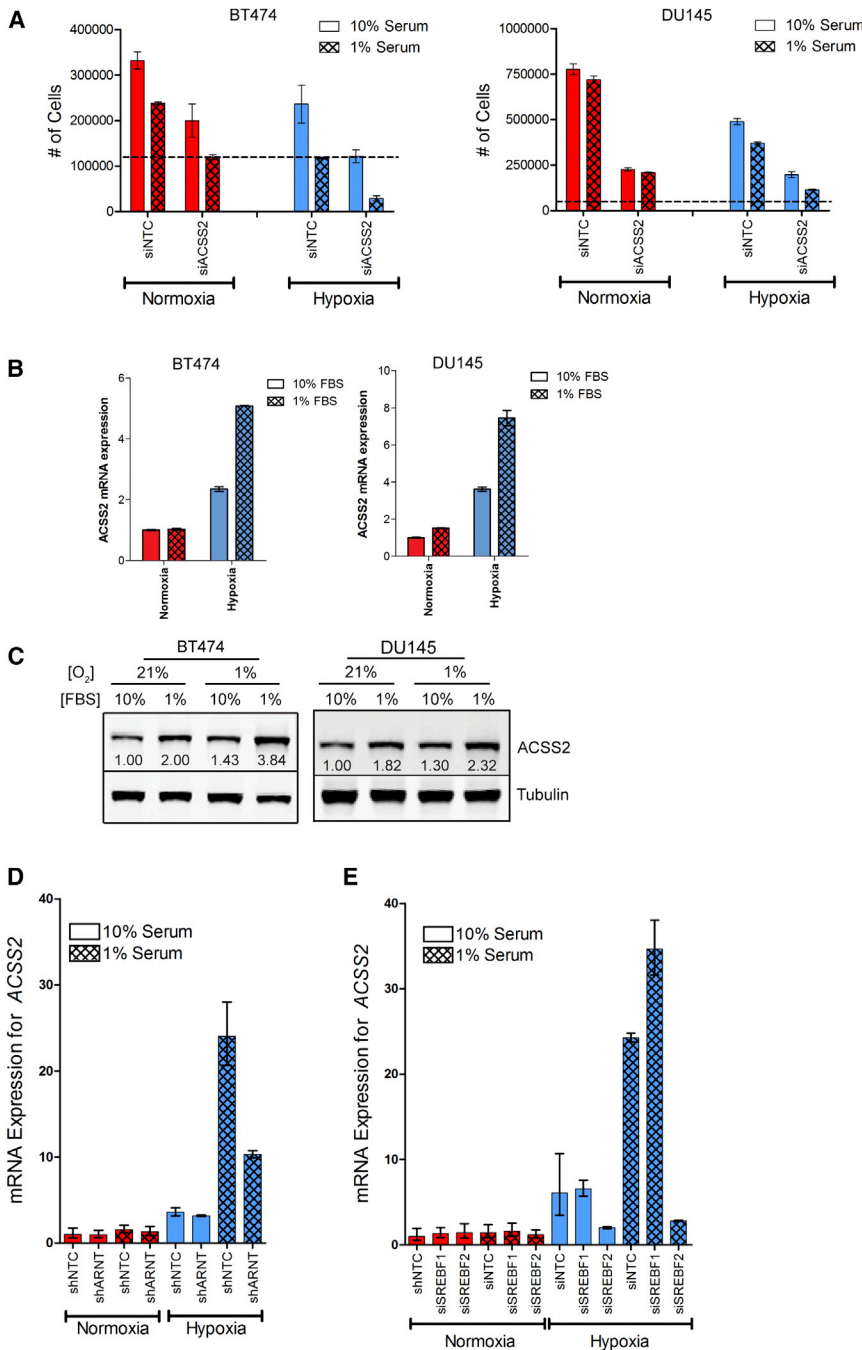 A
BT474
10% Serum
1% Serum
# of Cells
400000
300000
200000
100000
0
siNTC
siACSS2
siNTC
siACSS2
Normoxia
Hypoxia
DU145
10% Serum
1% Serum
# of Cells
1000000
750000
500000
250000
0
siNTC
siACSS2
siNTC
siACSS2
Normoxia
Hypoxia
B
BT474
10% FBS
1% FBS
ACSS2 mRNA expression
6
4
2
0
Normoxia
Hypoxia
DU145
10% FBS
1% FBS
ACSS2 mRNA expression
10
8
6
4
2
0
Normoxia
Hypoxia
C
BT474
DU145
[O2] 21% 1% 21% 1%
[FBS] 10% 1% 10% 1% 10% 1% 10% 1%
ACSS2
1.00 2.00 1.43 3.84 1.00 1.82 1.30 2.32
Tubulin
D
10% Serum
1% Serum
mRNA Expression for ACSS2
40
30
20
10
0
shNTC
shARNT
shNTC
shARNT
shNTC
shARNT
shNTC
shARNT
Normoxia
Hypoxia
E
10% Serum
1% Serum
mRNA Expression for ACSS2
40
30
20
10
0
siNTC
siSREBF1
siSREBF2
siNTC
siSREBF1
siSREBF2
siNTC
siSREBF1
siSREBF2
siNTC
siSREBF1
siSREBF2
Normoxia
Hypoxia